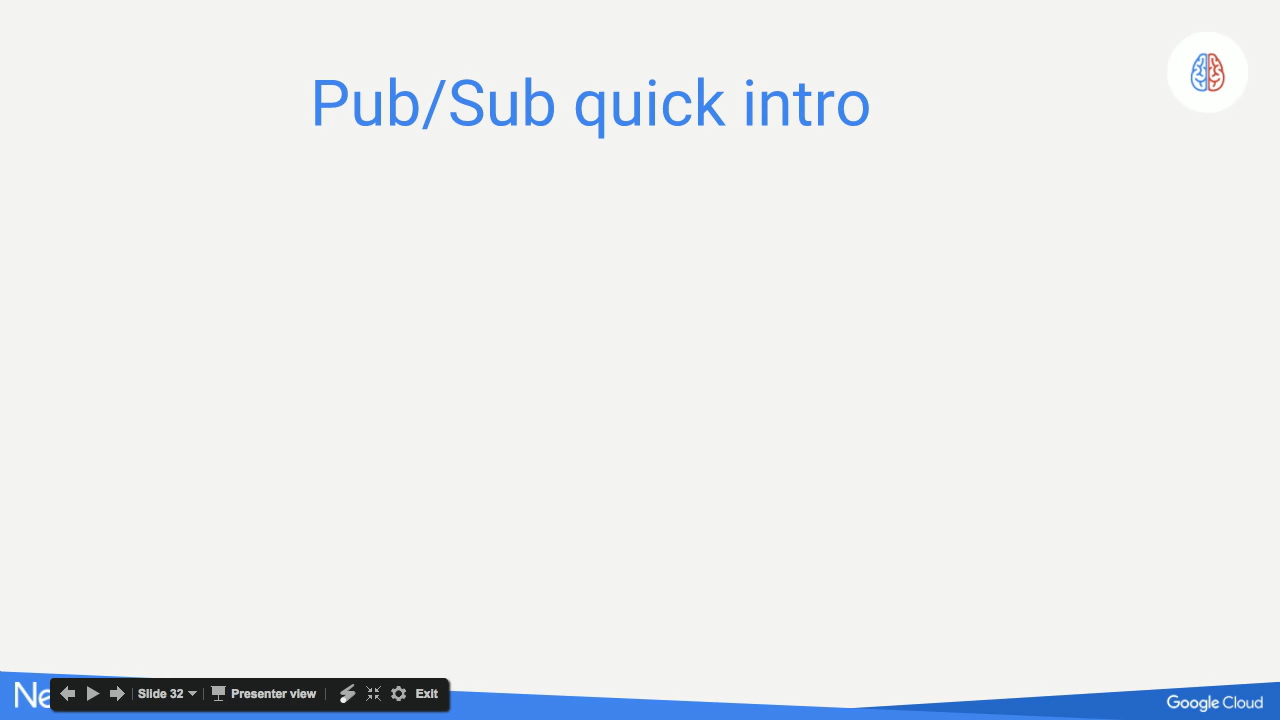 Pub/Sub quick intro
Slide 32
Presenter view
Exit
Google Cloud